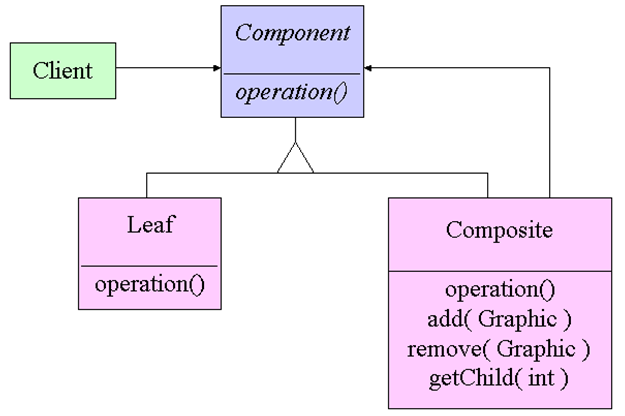 Component
operation()
Client
Leaf
operation()
Composite
operation()
add( Graphic )
remove( Graphic )
getChild( int )